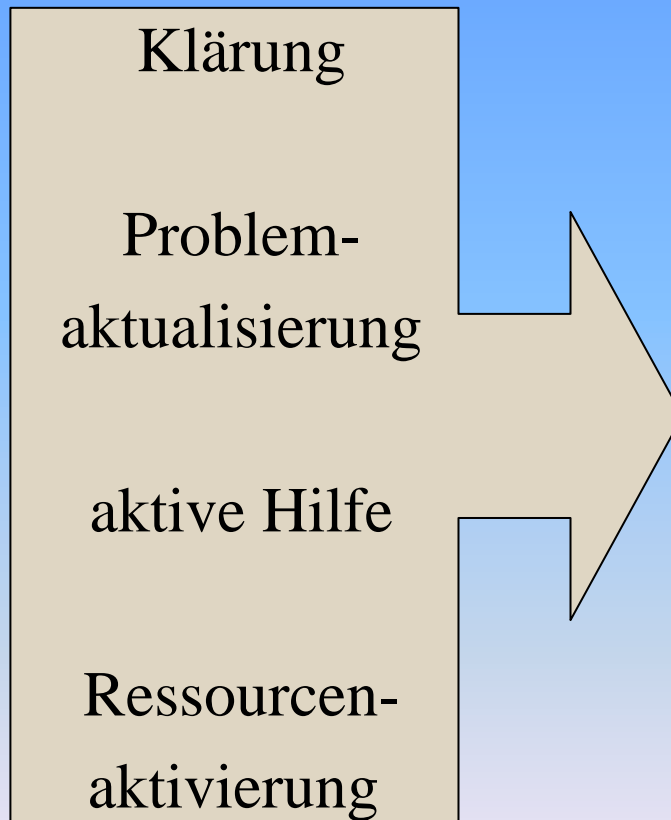 Klärung
Problem-
aktualisierung
aktive Hilfe
Ressourcen-
aktivierung